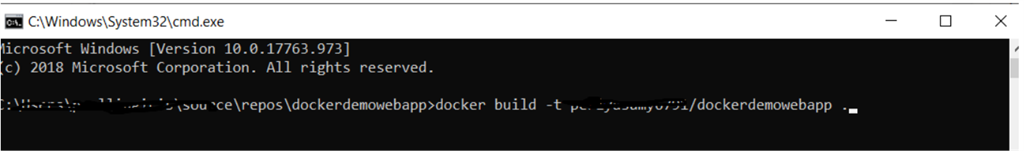 C:\Windows\System32\cmd.exe
Microsoft Windows [Version 10.0.17763.973]
(c) 2018 Microsoft Corporation. All rights reserved.
C:\Users\ \source\repos\dockerdemowebapp>docker build -t /dockerdemowebapp .